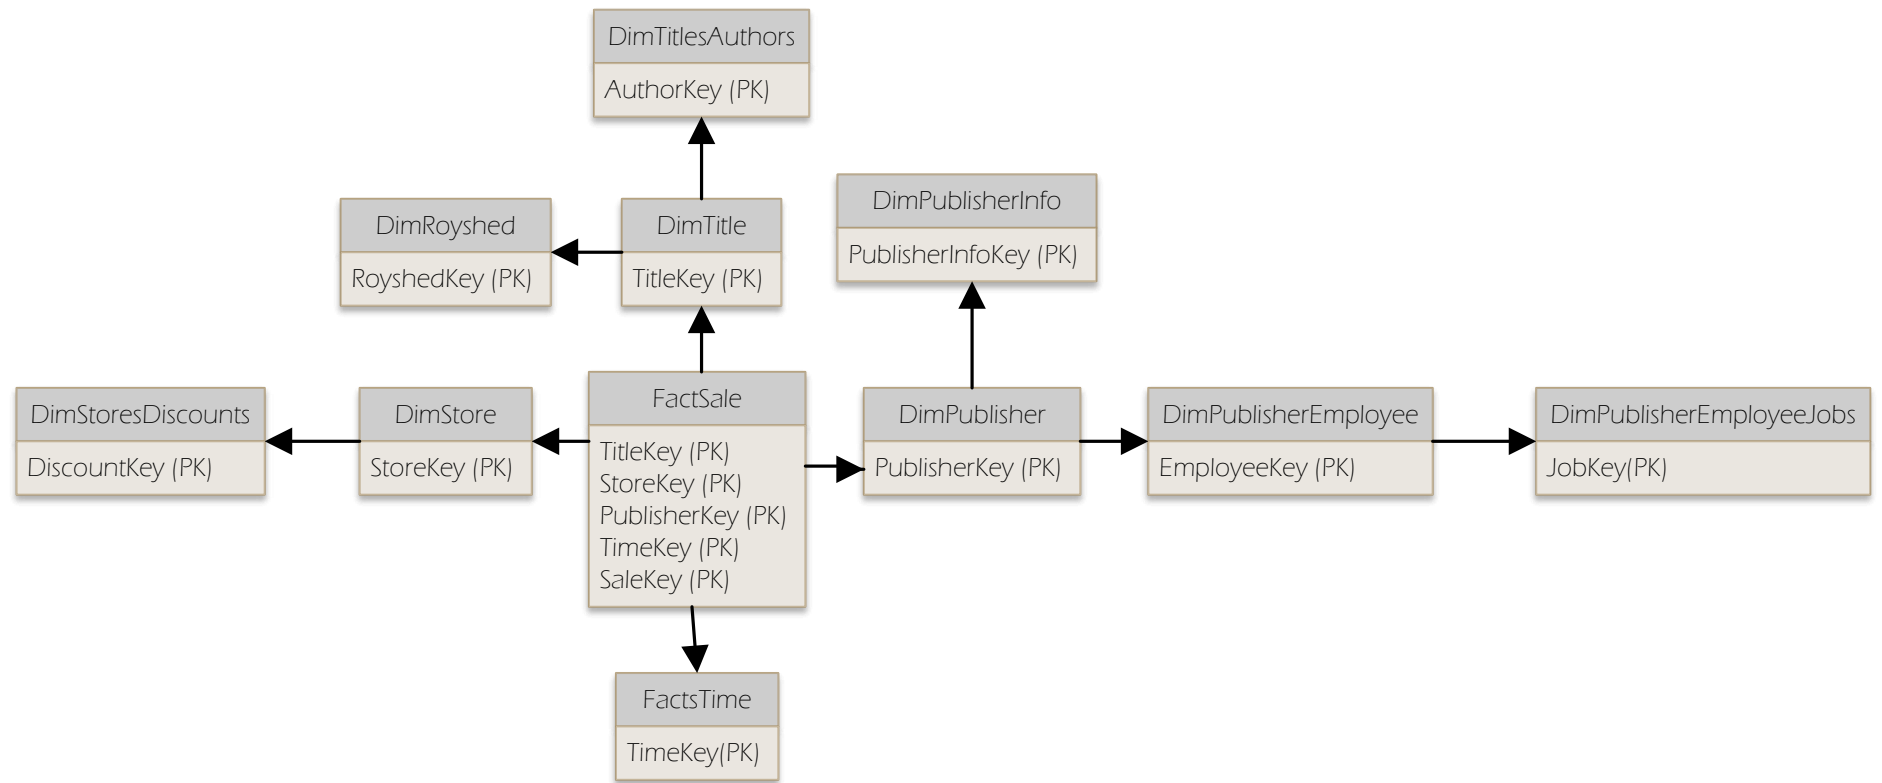 DimTitlesAuthors
AuthorKey (PK)
DimRoyshed
RoyshedKey (PK)
DimTitle
TitleKey (PK)
DimPublisherInfo
PublisherInfoKey (PK)
DimStoresDiscounts
DiscountKey (PK)
DimStore
StoreKey (PK)
FactSale
TitleKey (PK)
StoreKey (PK)
PublisherKey (PK)
TimeKey (PK)
SaleKey (PK)
DimPublisher
PublisherKey (PK)
DimPublisherEmployee
EmployeeKey (PK)
DimPublisherEmployeeJobs
JobKey(PK)
FactsTime
TimeKey(PK)